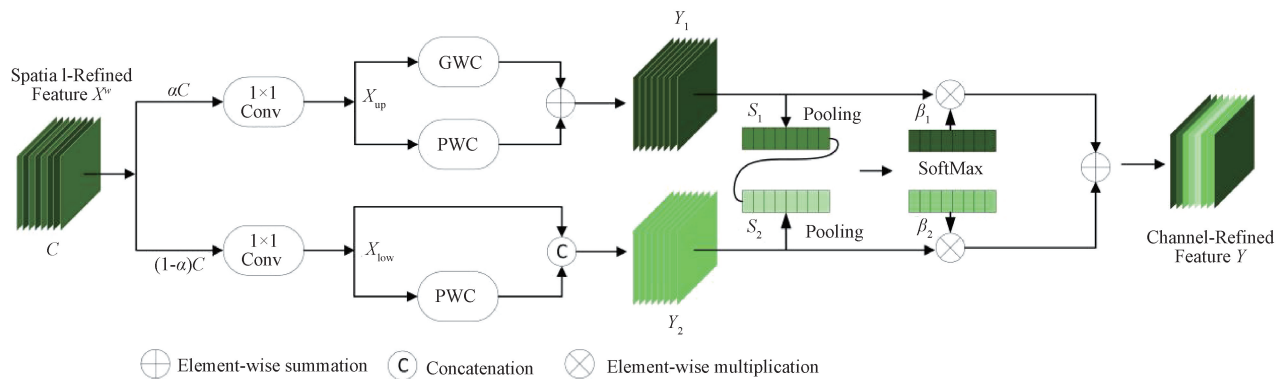 Spatia l-Refined
Feature X^w
C
αC
(1-α)C
1×1
Conv
1×1
Conv
X_up
X_low
GWC
PWC
PWC
C
Y_1
Y_2
S_1
Pooling
S_2
Pooling
β_1
SoftMax
β_2
Channel-Refined
Feature Y
Element-wise summation
C
Concatenation
Element-wise multiplication